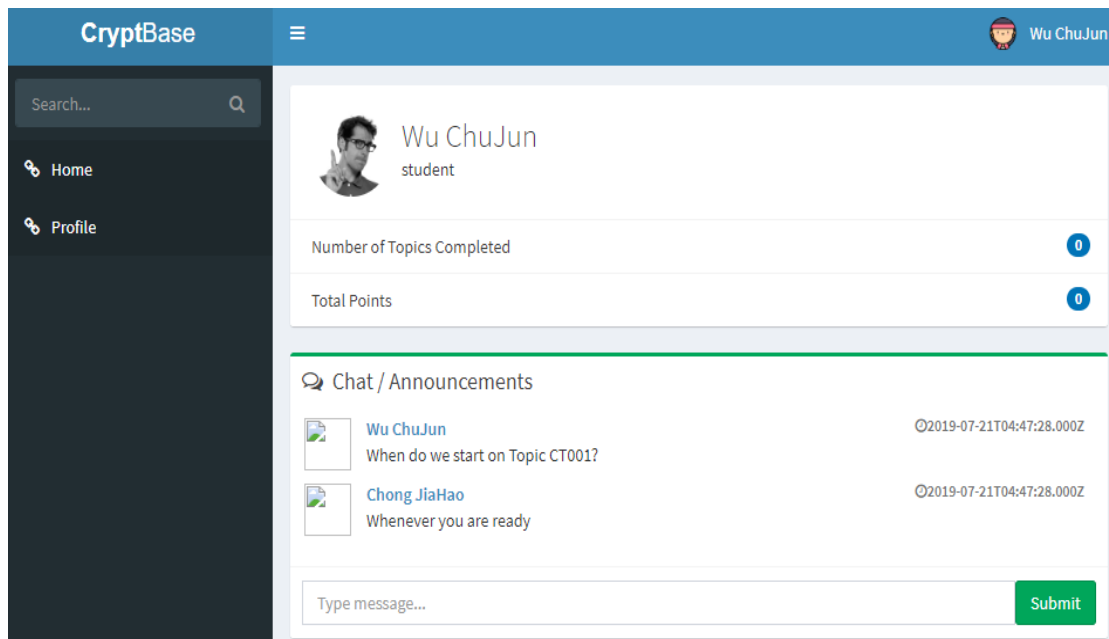 CryptBase
Wu ChuJun
Search...
Home
Profile
Wu ChuJun
student
Number of Topics Completed 0
Total Points 0
Chat / Announcements
Wu ChuJun 2019-07-21T04:47:28.000Z
When do we start on Topic CT001?
Chong JiaHao 2019-07-21T04:47:28.000Z
Whenever you are ready
Type message... Submit